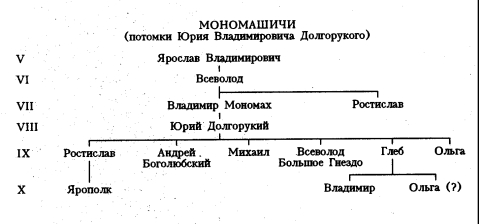 МОНОМАШИЧИ
(потомки Юрия Владимировича Долгорукого)
V Ярослав Владимирович
VI Всеволод
VII Владимир Мономах Ростислав
VIII Юрий Долгорукий
IX Ростислав Андрей Боголюбский Михаил Всеволод Большое Гнездо Глеб Ольга
X Ярополк Владимир Ольга (?)